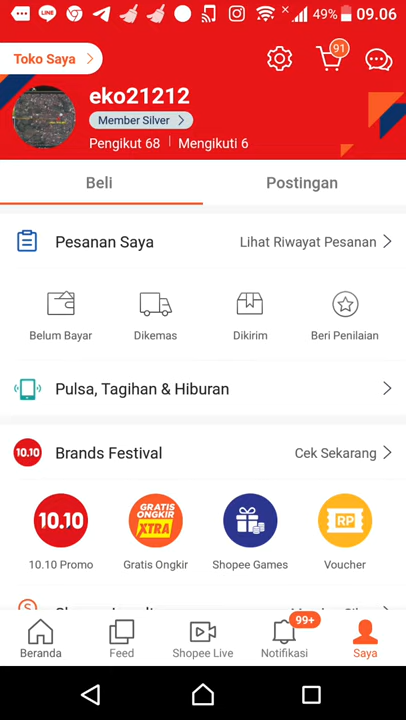 LINE
49%
09.06
Toko Saya
91
eko21212
Member Silver
Pengikut 68
Mengikuti 6
Beli
Postingan
Pesanan Saya
Lihat Riwayat Pesanan
Belum Bayar
Dikemas
Dikirim
Beri Penilaian
Pulsa, Tagihan & Hiburan
10.10
Brands Festival
Cek Sekarang
10.10
GRATIS
ONGKIR
XTRA
RP
10.10 Promo
Gratis Ongkir
Shopee Games
Voucher
99+
Beranda
Feed
Shopee Live
Notifikasi
Saya